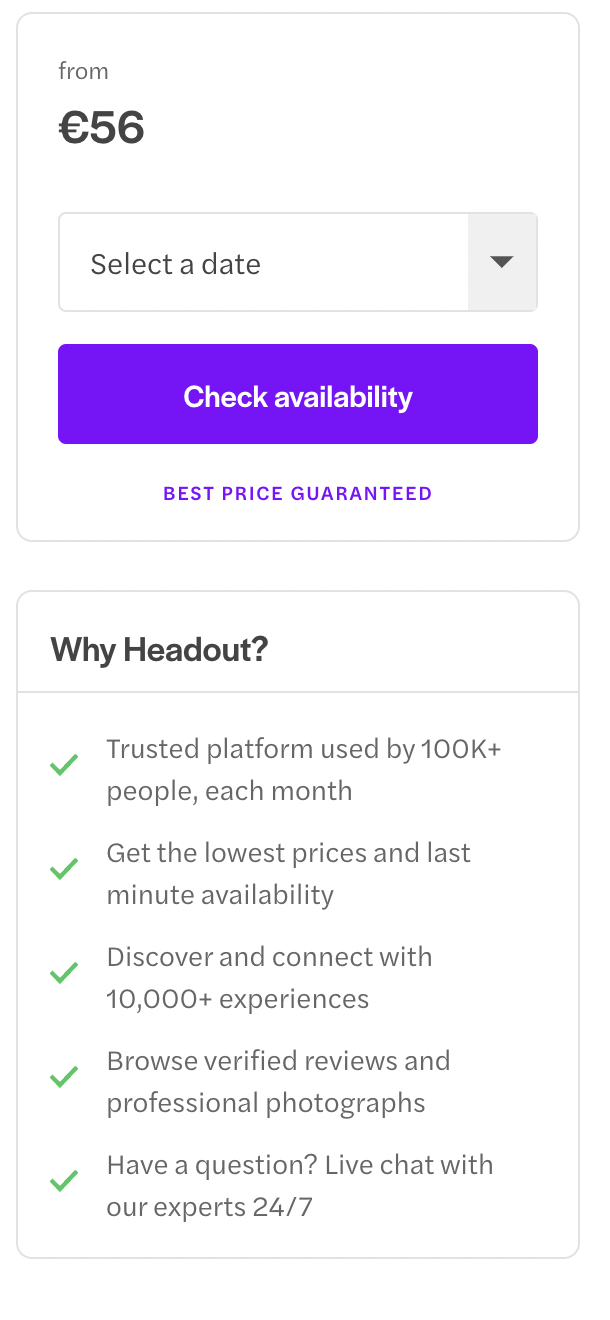 from
€56
Select a date
Check availability
BEST PRICE GUARANTEED
Why Headout?
Trusted platform used by 100K+
people, each month
Get the lowest prices and last
minute availability
Discover and connect with
10,000+ experiences
Browse verified reviews and
professional photographs
Have a question? Live chat with
our experts 24/7